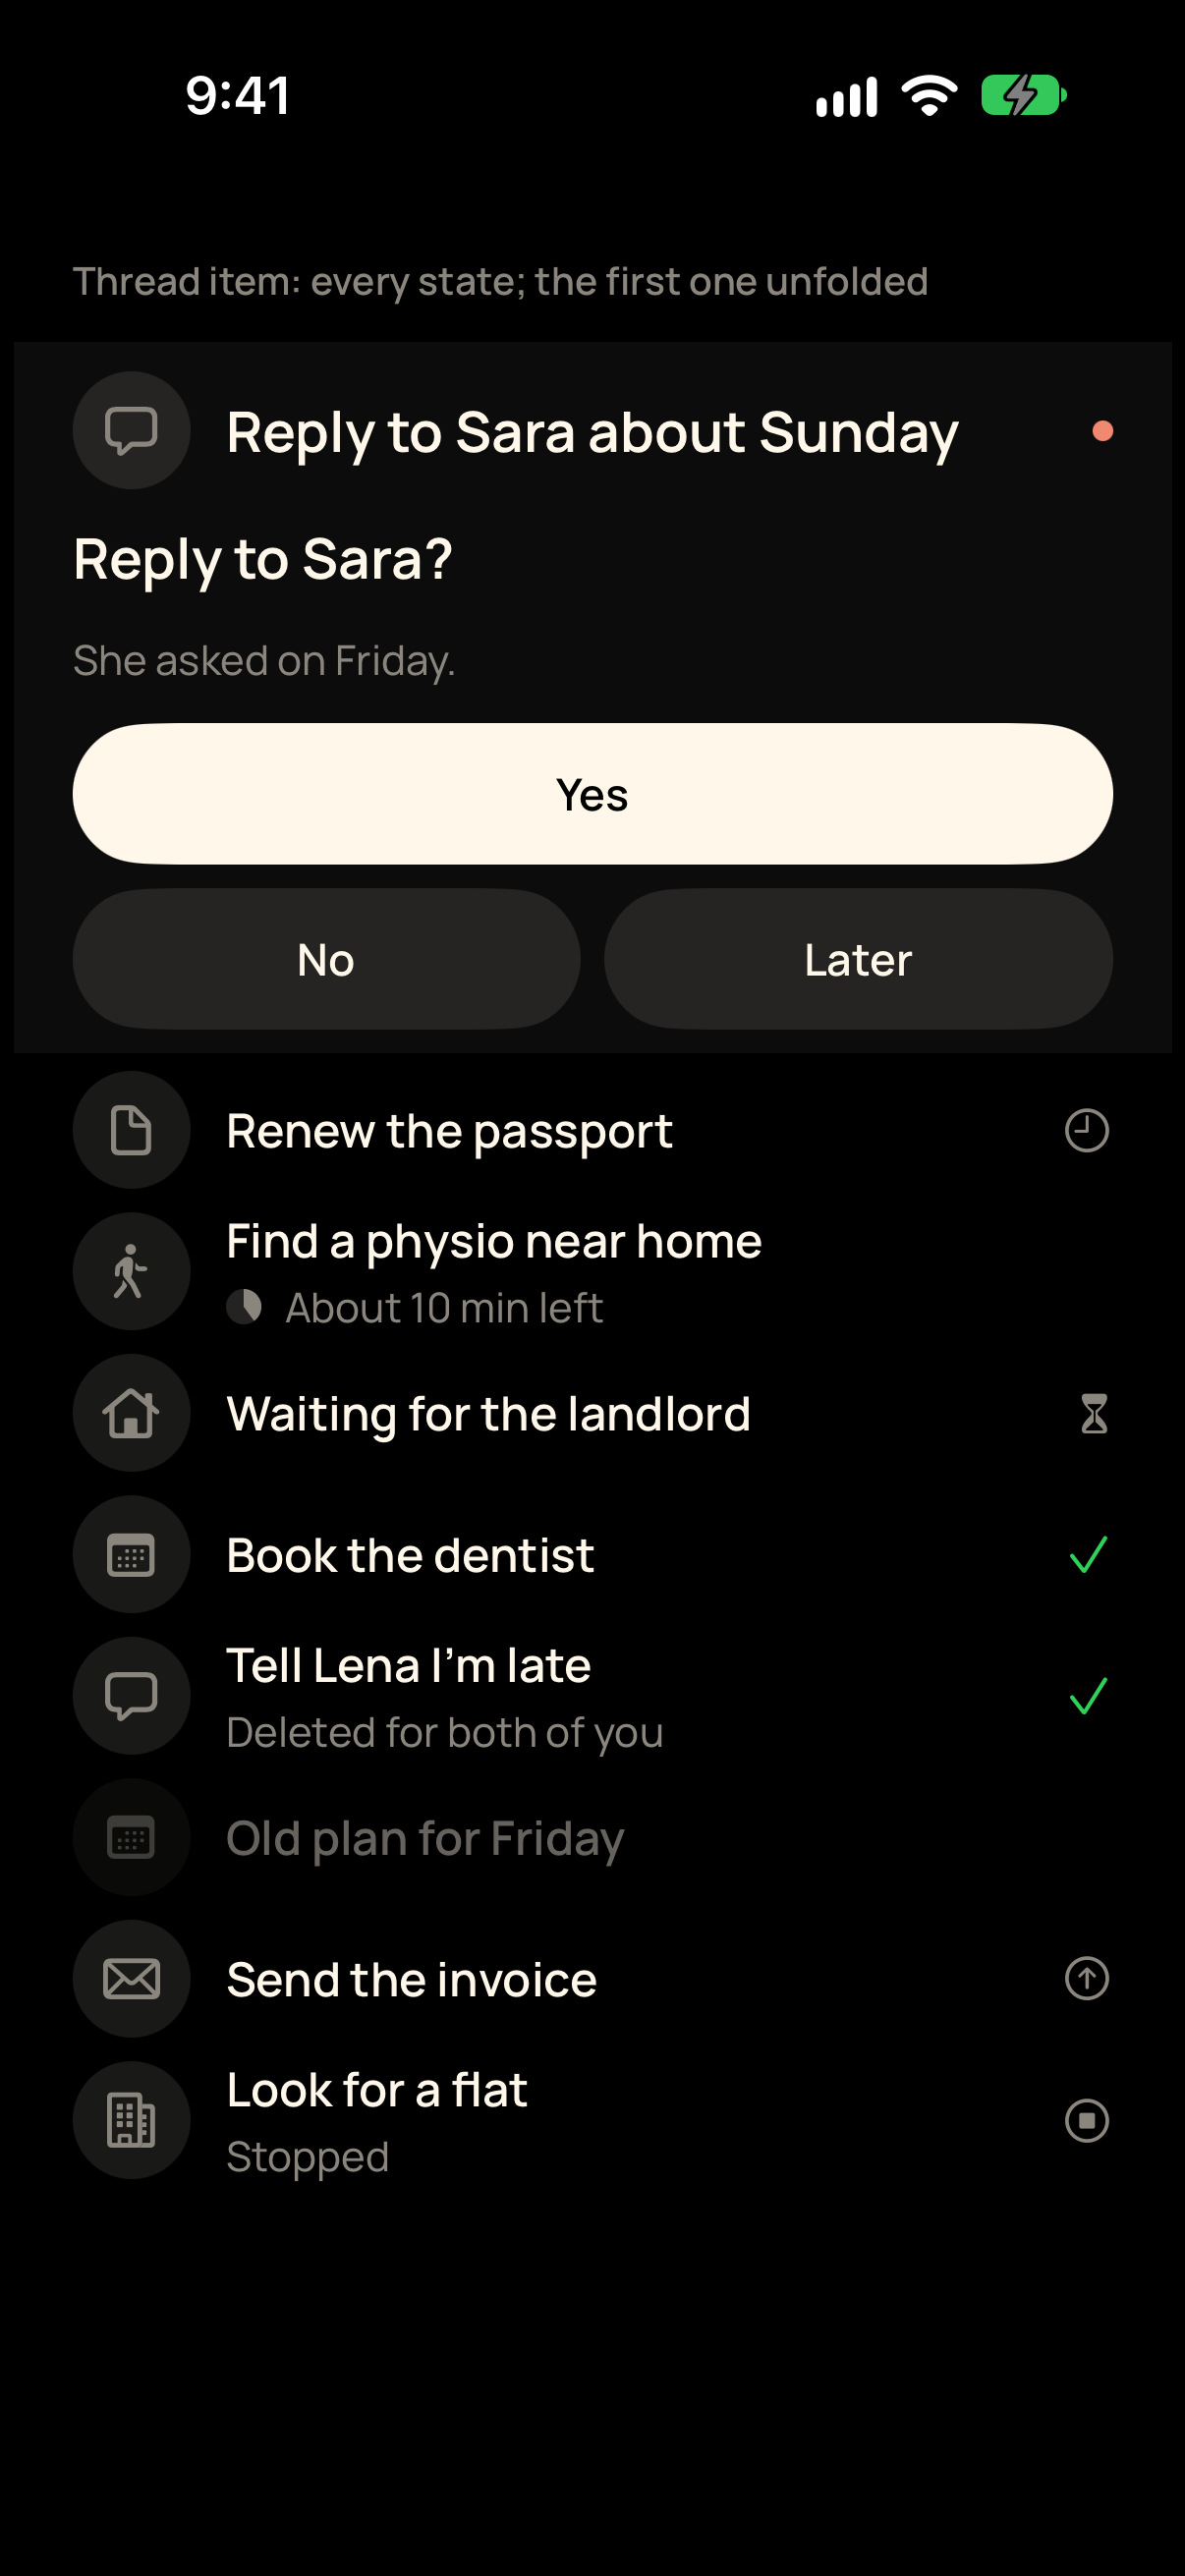 9:41
Thread item: every state; the first one unfolded
Reply to Sara about Sunday
Reply to Sara?
She asked on Friday.
Yes
No
Later
Renew the passport
Find a physio near home
About 10 min left
Waiting for the landlord
Book the dentist
Tell Lena I’m late
Deleted for both of you
Old plan for Friday
Send the invoice
Look for a flat
Stopped